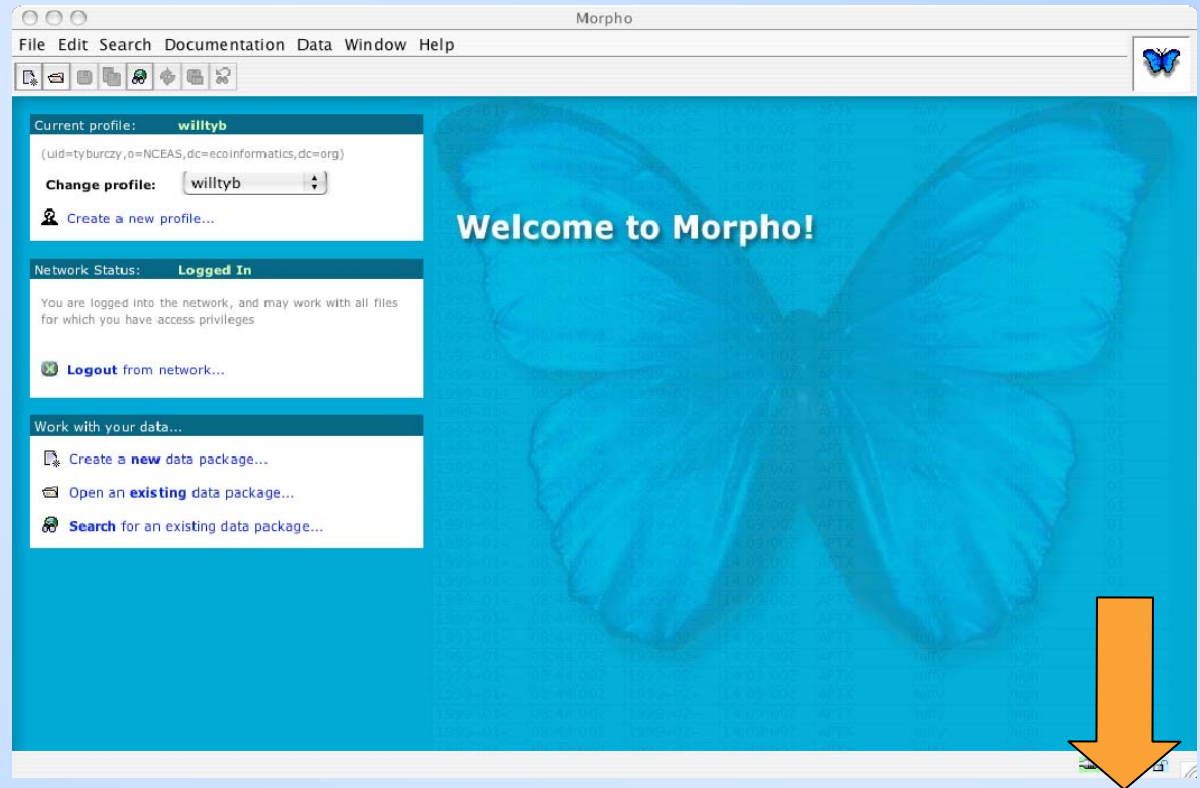 Morpho
File Edit Search Documentation Data Window Help
Current profile: willtyb
(uid=tyburczy,o=NCEAS,dc=ecoinformatics,dc=org)
Change profile: willtyb
Create a new profile...
Welcome to Morpho!
Network Status: Logged In
You are logged into the network, and may work with all files
for which you have access privileges
Logout from network...
Work with your data...
Create a new data package...
Open an existing data package...
Search for an existing data package...